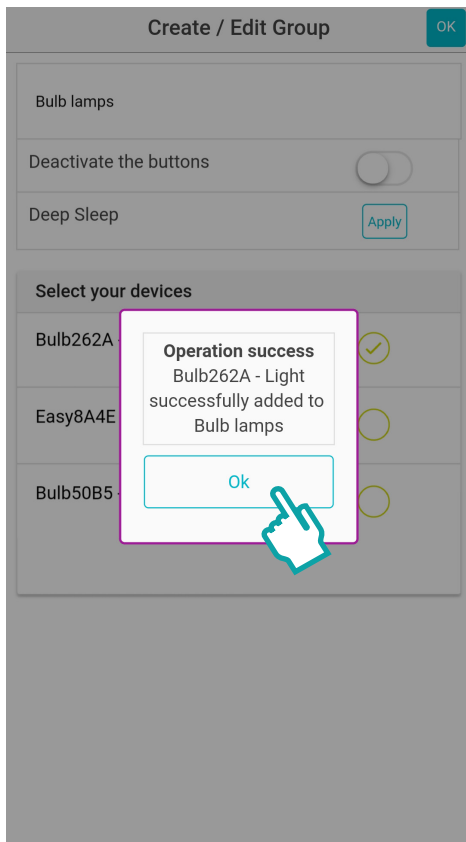 Create / Edit Group
OK
Bulb lamps
Deactivate the buttons
Deep Sleep
Apply
Select your devices
Bulb262A -
Easy8A4E
Bulb50B5 -
Operation success
Bulb262A - Light
successfully added to
Bulb lamps
Ok